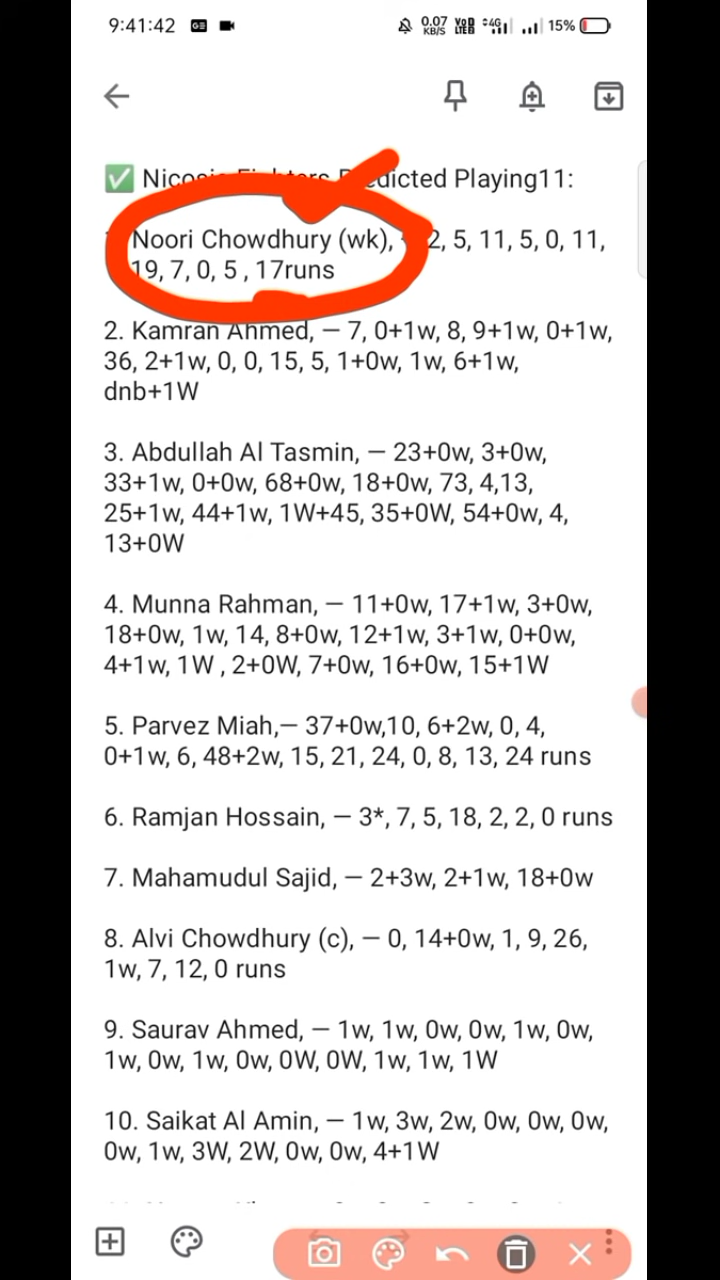 9:41:42 0.07 KB/S VoD LTE2 4G 15%
✅ Predicted Playing11:
Noori Chowdhury (wk), 2, 5, 11, 5, 0, 11,
19, 7, 0, 5 , 17runs
2. Kamran Ahmed, — 7, 0+1w, 8, 9+1w, 0+1w,
36, 2+1w, 0, 0, 15, 5, 1+0w, 1w, 6+1w,
dnb+1W
3. Abdullah Al Tasmin, — 23+0w, 3+0w,
33+1w, 0+0w, 68+0w, 18+0w, 73, 4,13,
25+1w, 44+1w, 1W+45, 35+0W, 54+0w, 4,
13+0W
4. Munna Rahman, — 11+0w, 17+1w, 3+0w,
18+0w, 1w, 14, 8+0w, 12+1w, 3+1w, 0+0w,
4+1w, 1W , 2+0W, 7+0w, 16+0w, 15+1W
5. Parvez Miah,— 37+0w,10, 6+2w, 0, 4,
0+1w, 6, 48+2w, 15, 21, 24, 0, 8, 13, 24 runs
6. Ramjan Hossain, — 3*, 7, 5, 18, 2, 2, 0 runs
7. Mahamudul Sajid, — 2+3w, 2+1w, 18+0w
8. Alvi Chowdhury (c), — 0, 14+0w, 1, 9, 26,
1w, 7, 12, 0 runs
9. Saurav Ahmed, — 1w, 1w, 0w, 0w, 1w, 0w,
1w, 0w, 1w, 0w, 0W, 0W, 1w, 1w, 1W
10. Saikat Al Amin, — 1w, 3w, 2w, 0w, 0w, 0w,
0w, 1w, 3W, 2W, 0w, 0w, 4+1W